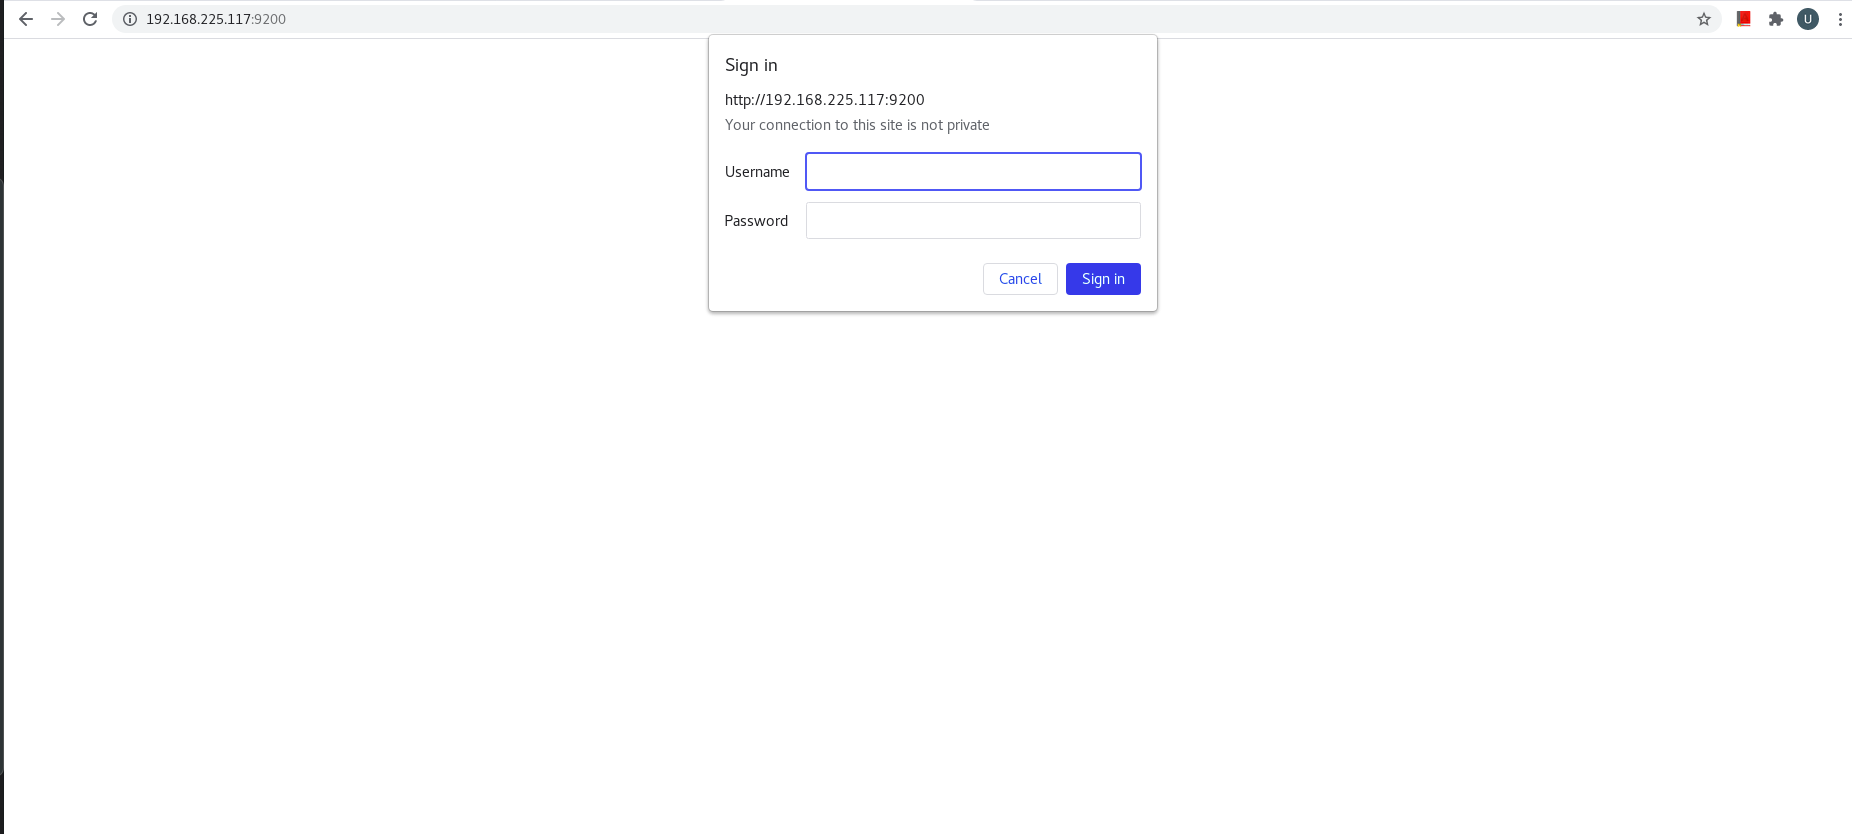 192.168.225.117:9200
U
Sign in
http://192.168.225.117:9200
Your connection to this site is not private
Username
Password
Cancel Sign in